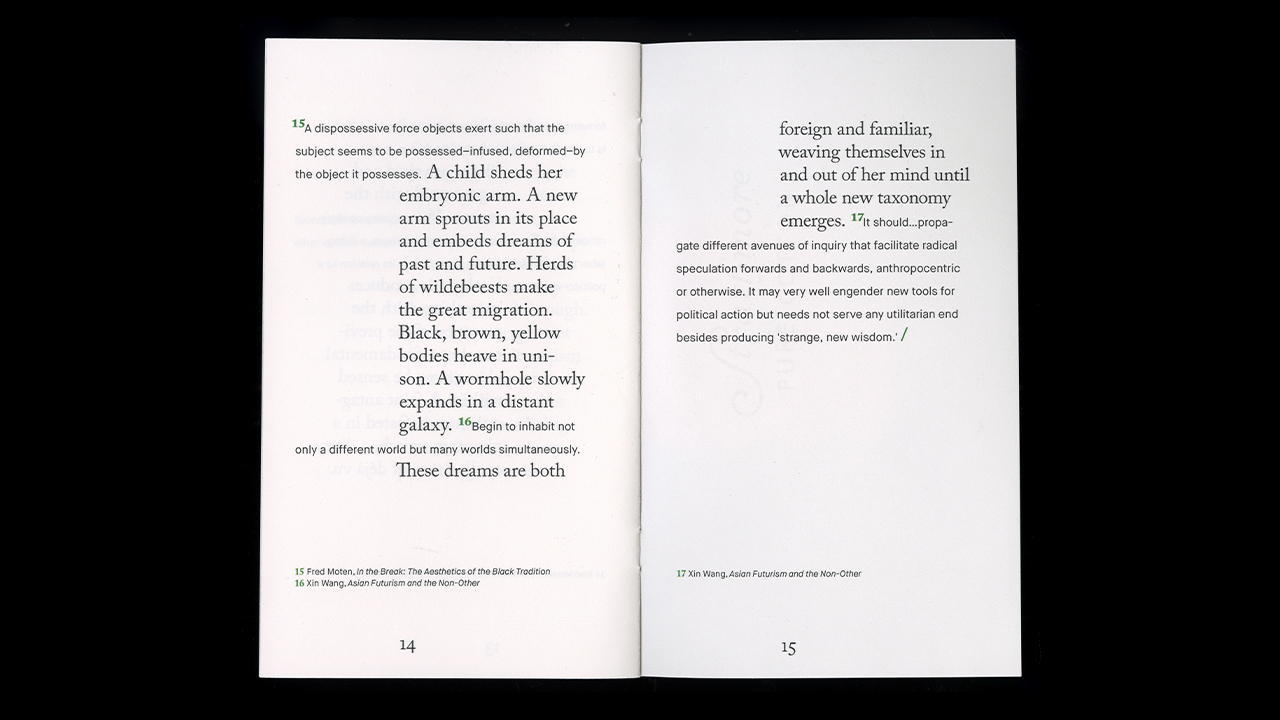 15A dispossessive force objects exert such that the
subject seems to be possessed–infused, deformed–by
the object it possesses. A child sheds her
embryonic arm. A new
arm sprouts in its place
and embeds dreams of
past and future. Herds
of wildebeests make
the great migration.
Black, brown, yellow
bodies heave in uni-
son. A wormhole slowly
expands in a distant
galaxy. 16Begin to inhabit not
only a different world but many worlds simultaneously.
These dreams are both
15 Fred Moten, In the Break: The Aesthetics of the Black Tradition
16 Xin Wang, Asian Futurism and the Non-Other
14
foreign and familiar,
weaving themselves in
and out of her mind until
a whole new taxonomy
emerges. 17It should...propa-
gate different avenues of inquiry that facilitate radical
speculation forwards and backwards, anthropocentric
or otherwise. It may very well engender new tools for
political action but needs not serve any utilitarian end
besides producing 'strange, new wisdom.' /
17 Xin Wang, Asian Futurism and the Non-Other
15